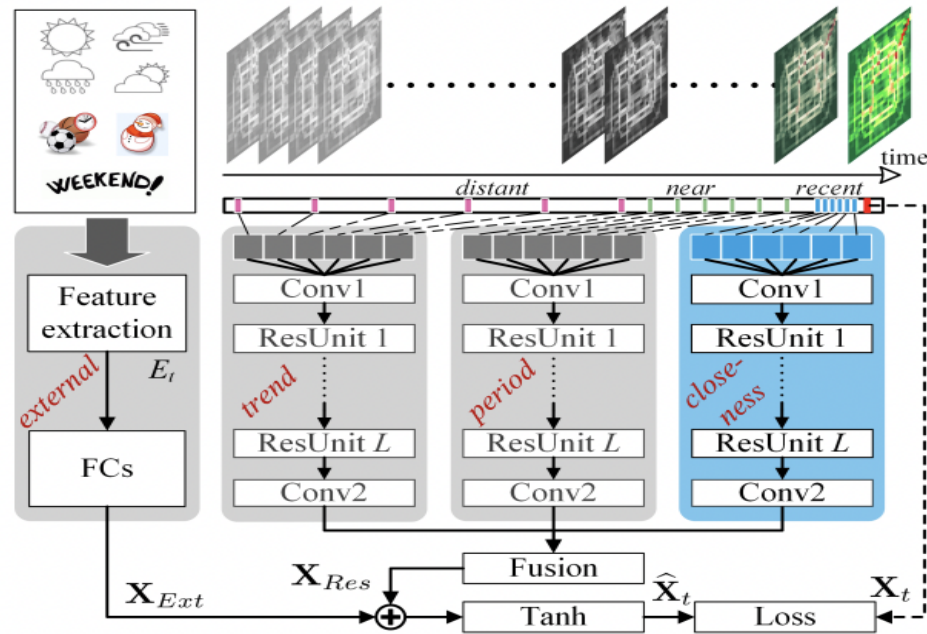 WEEKEND!
time
distant near recent
Feature
extraction
external
E_t
FCs
Conv1
ResUnit 1
trend
ResUnit L
Conv2
Conv1
ResUnit 1
period
ResUnit L
Conv2
Conv1
ResUnit 1
close-
ness
ResUnit L
Conv2
Fusion
X_Res
X_Ext
+
Tanh
X̂_t
Loss
X_t